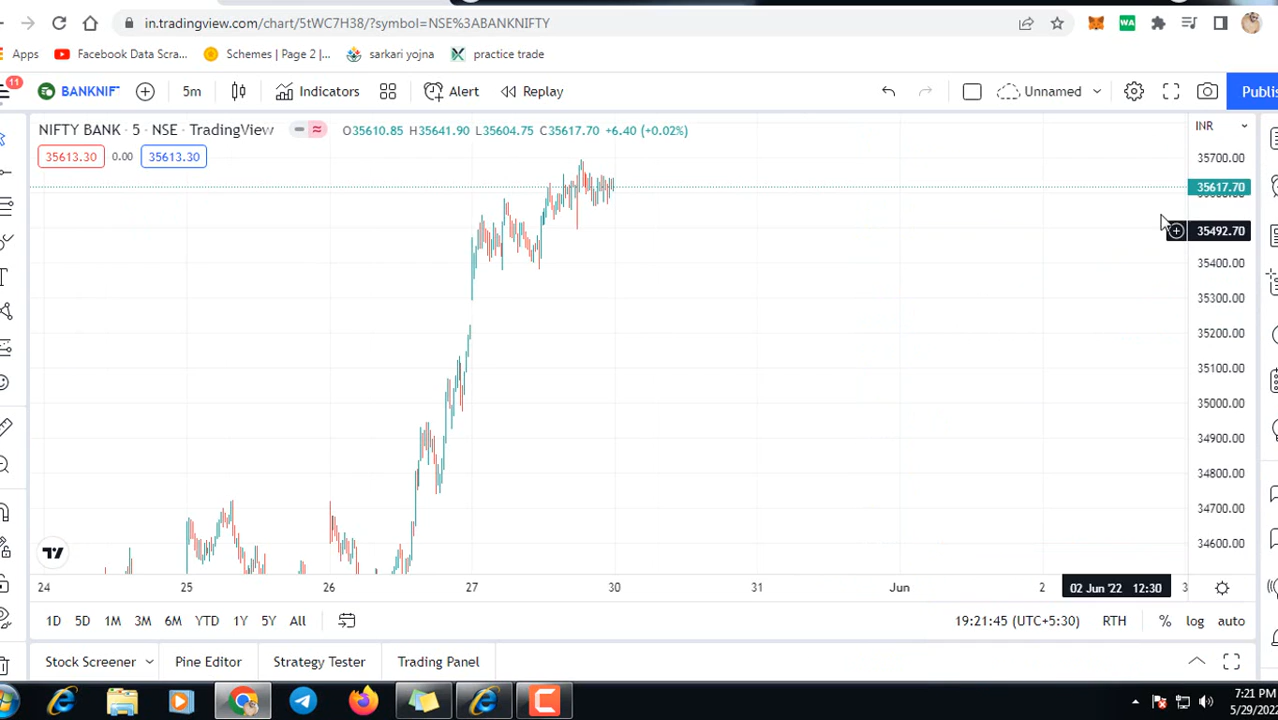 in.tradingview.com/chart/5tWC7H38/?symbol=NSE%3ABANKNIFTY
Apps Facebook Data Scra... Schemes | Page 2 |... sarkari yojna practice trade
11
BANKNIF 5m Indicators Alert Replay Unnamed Publis
NIFTY BANK · 5 · NSE · TradingView O35610.85 H35641.90 L35604.75 C35617.70 +6.40 (+0.02%) INR
35613.30 0.00 35613.30
35700.00
35617.70
35492.70
35400.00
35300.00
35200.00
35100.00
35000.00
34900.00
34800.00
34700.00
34600.00
24 25 26 27 30 31 Jun 2 02 Jun '22 12:30 3
1D 5D 1M 3M 6M YTD 1Y 5Y All 19:21:45 (UTC+5:30) RTH % log auto
Stock Screener Pine Editor Strategy Tester Trading Panel
7:21 PM
5/29/2022